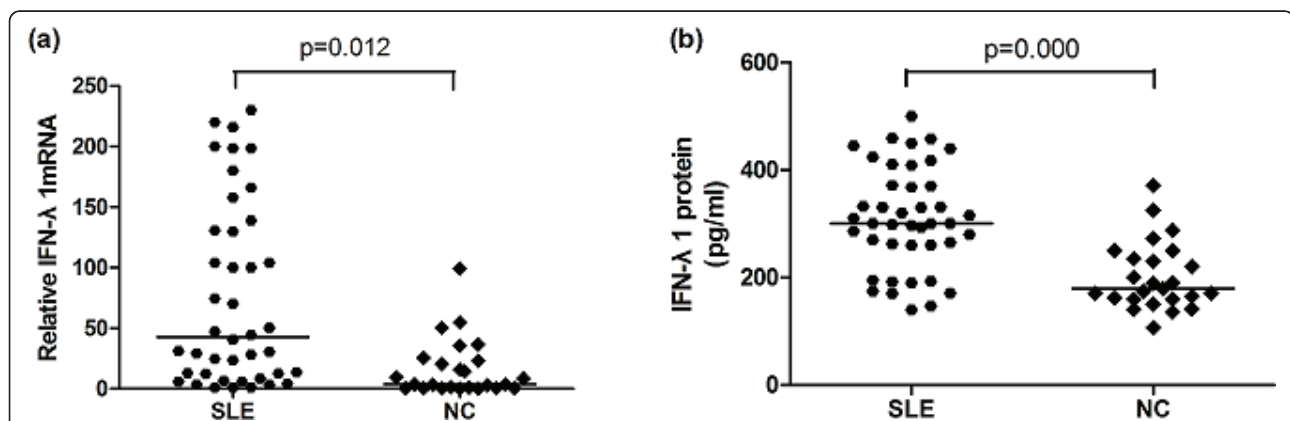 (a)
p=0.012
Relative IFN-λ 1mRNA
250
200
150
100
50
0
SLE
NC
(b)
p=0.000
IFN-λ 1 protein
(pg/ml)
600
400
200
0
SLE
NC